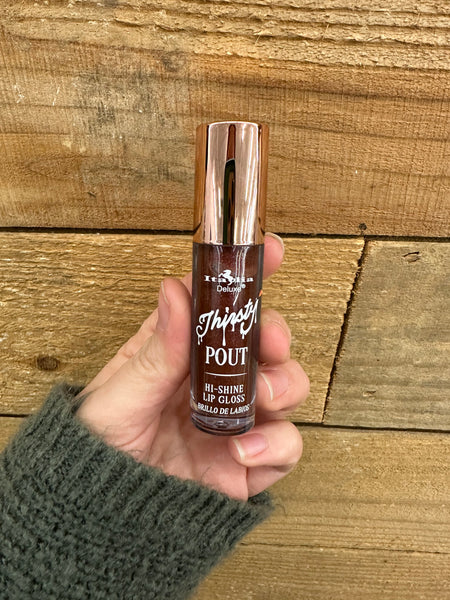 Italia
Deluxe
Thirsty
POUT
HI-SHINE
LIP GLOSS
BRILLO DE LABIOS